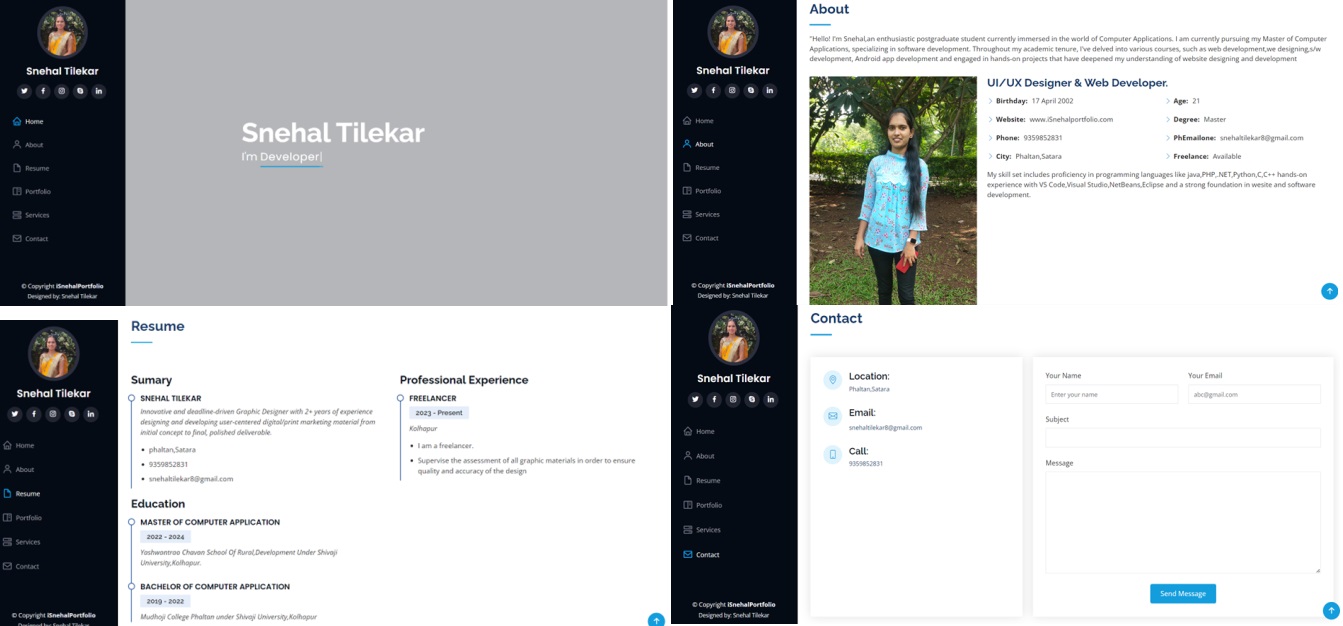 Snehal Tilekar
Home
About
Resume
Portfolio
Services
Contact
© Copyright iSnehalPortfolio
Designed by: Snehal Tilekar
Snehal Tilekar
I'm Developer|
Snehal Tilekar
Home
About
Resume
Portfolio
Services
Contact
© Copyright iSnehalPortfolio
Designed by: Snehal Tilekar
About
"Hello! I'm Snehal,an enthusiastic postgraduate student currently immersed in the world of Computer Applications. I am currently pursuing my Master of Computer
Applications, specializing in software development. Throughout my academic tenure, I've delved into various courses, such as web development,we designing,s/w
development, Android app development and engaged in hands-on projects that have deepened my understanding of website designing and development
UI/UX Designer & Web Developer.
Birthday: 17 April 2002
Age: 21
Website: www.iSnehalportfolio.com
Degree: Master
Phone: 9359852831
PhEmailone: snehaltilekar8@gmail.com
City: Phaltan,Satara
Freelance: Available
My skill set includes proficiency in programming languages like java,PHP,.NET,Python,C,C++ hands-on
experience with VS Code,Visual Studio,NetBeans,Eclipse and a strong foundation in wesite and software
development.
Snehal Tilekar
Home
About
Resume
Portfolio
Services
Contact
© Copyright iSnehalPortfolio
Designed by: Snehal Tilekar
Resume
Sumary
SNEHAL TILEKAR
Innovative and deadline-driven Graphic Designer with 2+ years of experience
designing and developing user-centered digital/print marketing material from
initial concept to final, polished deliverable.
phaltan,Satara
9359852831
snehaltilekar8@gmail.com
Education
MASTER OF COMPUTER APPLICATION
2022 - 2024
Yashwantrao Chavan School Of Rural,Development Under Shivaji
University,Kolhapur.
BACHELOR OF COMPUTER APPLICATION
2019 - 2022
Mudhoji College Phaltan under Shivaji University,Kolhapur
Professional Experience
FREELANCER
2023 - Present
Kolhapur
I am a freelancer.
Supervise the assessment of all graphic materials in order to ensure
quality and accuracy of the design
Snehal Tilekar
Home
About
Resume
Portfolio
Services
Contact
© Copyright iSnehalPortfolio
Designed by: Snehal Tilekar
Contact
Location:
Phaltan,Satara
Email:
snehaltilekar8@gmail.com
Call:
9359852831
Your Name
Your Email
Enter your name
abc@gmail.com
Subject
Message
Send Message